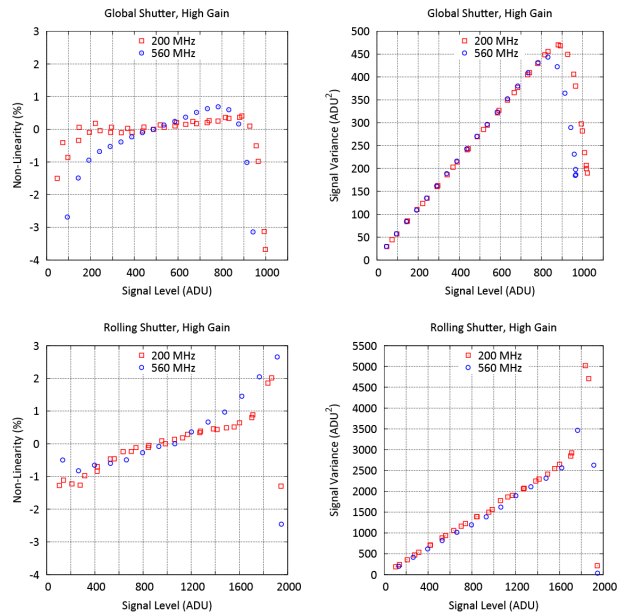 Global Shutter, High Gain
3
2
1
0
-1
-2
-3
-4
0 200 400 600 800 1000
Non-Linearity (%)
Signal Level (ADU)
200 MHz
560 MHz
Global Shutter, High Gain
500
450
400
350
300
250
200
150
100
50
0
0 200 400 600 800 1000
Signal Variance (ADU²)
Signal Level (ADU)
200 MHz
560 MHz
Rolling Shutter, High Gain
3
2
1
0
-1
-2
-3
-4
0 400 800 1200 1600 2000
Non-Linearity (%)
Signal Level (ADU)
200 MHz
560 MHz
Rolling Shutter, High Gain
5500
5000
4500
4000
3500
3000
2500
2000
1500
1000
500
0
0 400 800 1200 1600 2000
Signal Variance (ADU²)
Signal Level (ADU)
200 MHz
560 MHz